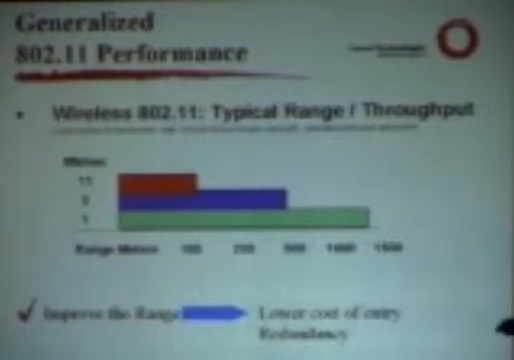 Generalized
802.11 Performance
• Wireless 802.11: Typical Range / Throughput
11
1
Range Meters 100 200 500 1000 1500
Improve the Range Lower cost of entry
Redundancy